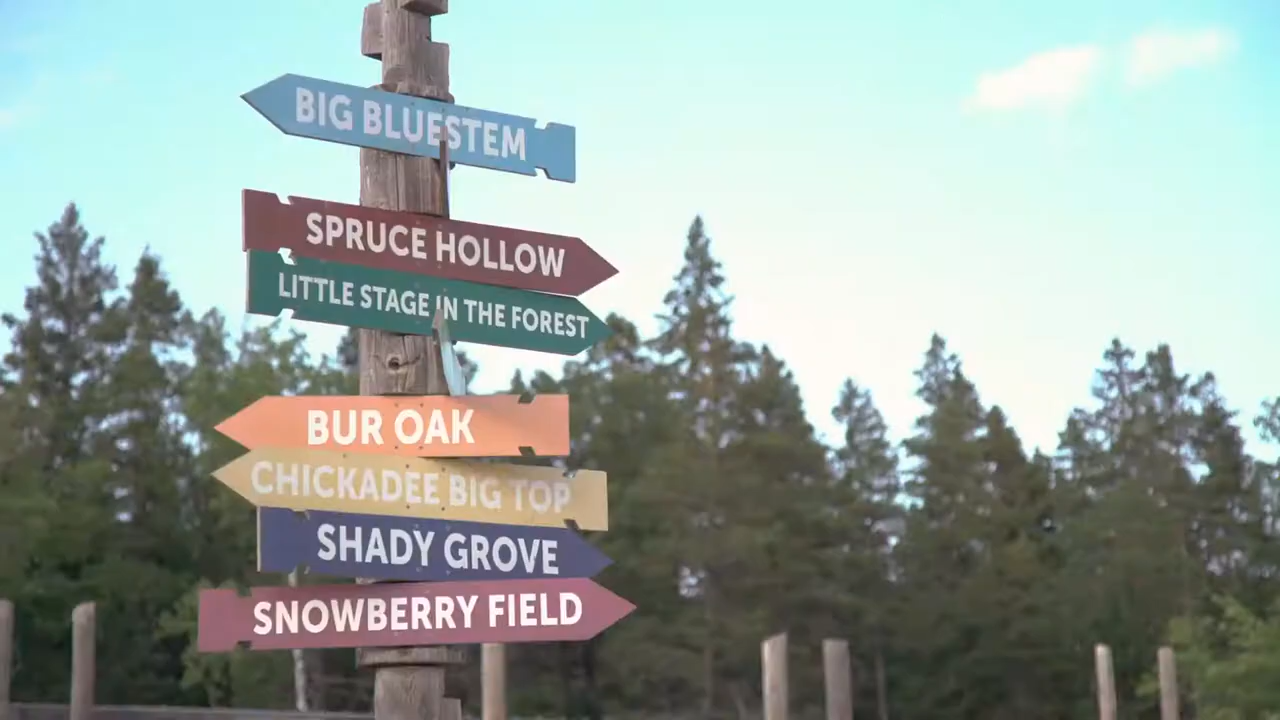 BIG BLUESTEM
SPRUCE HOLLOW
LITTLE STAGE IN THE FOREST
BUR OAK
CHICKADEE BIG TOP
SHADY GROVE
SNOWBERRY FIELD